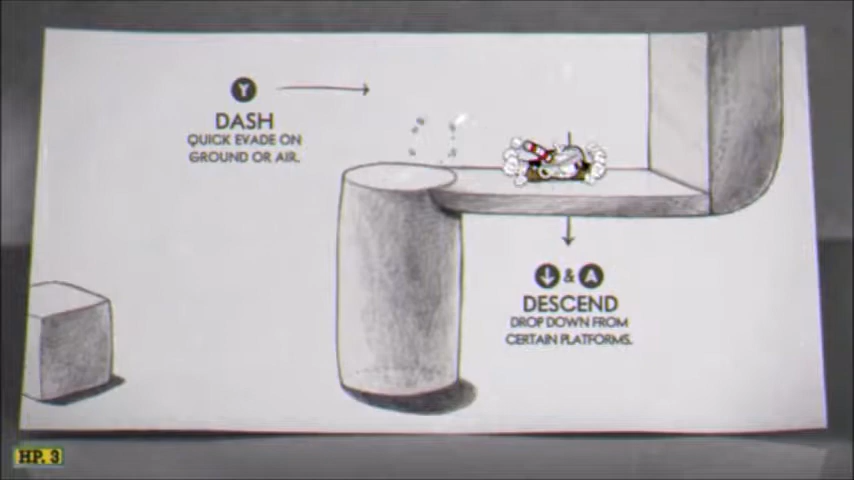 Y
DASH
QUICK EVADE ON
GROUND OR AIR.
& A
DESCEND
DROP DOWN FROM
CERTAIN PLATFORMS.
HP. 3